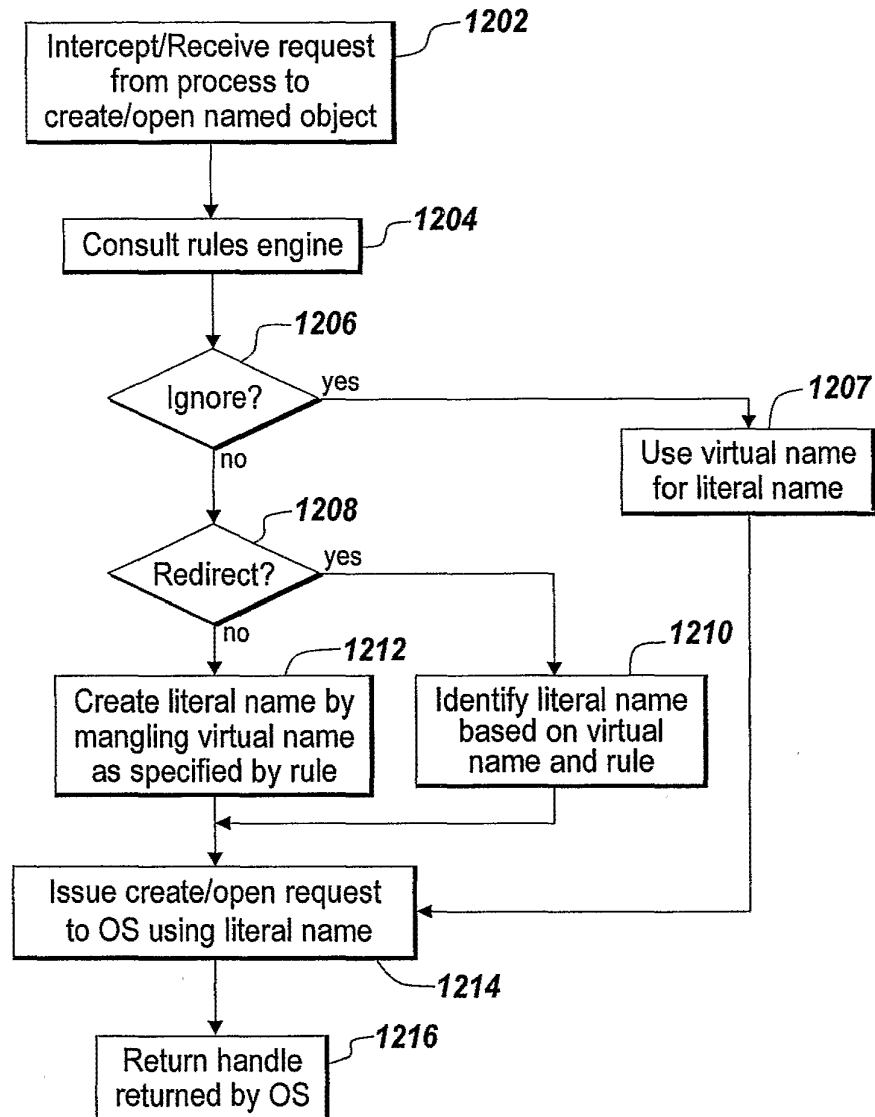 1202
Intercept/Receive request
from process to
create/open named object
1204
Consult rules engine
1206
Ignore?
yes
no
1207
Use virtual name
for literal name
1208
Redirect?
yes
no
1212
Create literal name by
mangling virtual name
as specified by rule
1210
Identify literal name
based on virtual
name and rule
Issue create/open request
to OS using literal name
1214
1216
Return handle
returned by OS